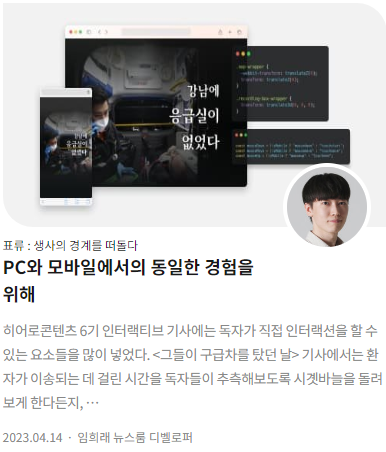 강남에
응급실이
없었다
표류 : 생사의 경계를 떠돌다
PC와 모바일에서의 동일한 경험을
위해
히어로콘텐츠 6기 인터랙티브 기사에는 독자가 직접 인터랙션을 할 수
있는 요소들을 많이 넣었다. <그들이 구급차를 탔던 날> 기사에서는 환
자가 이송되는 데 걸린 시간을 독자들이 추측해보도록 시곗바늘을 돌려
보게 한다든지, …
2023.04.14 · 임희래 뉴스룸 디벨로퍼